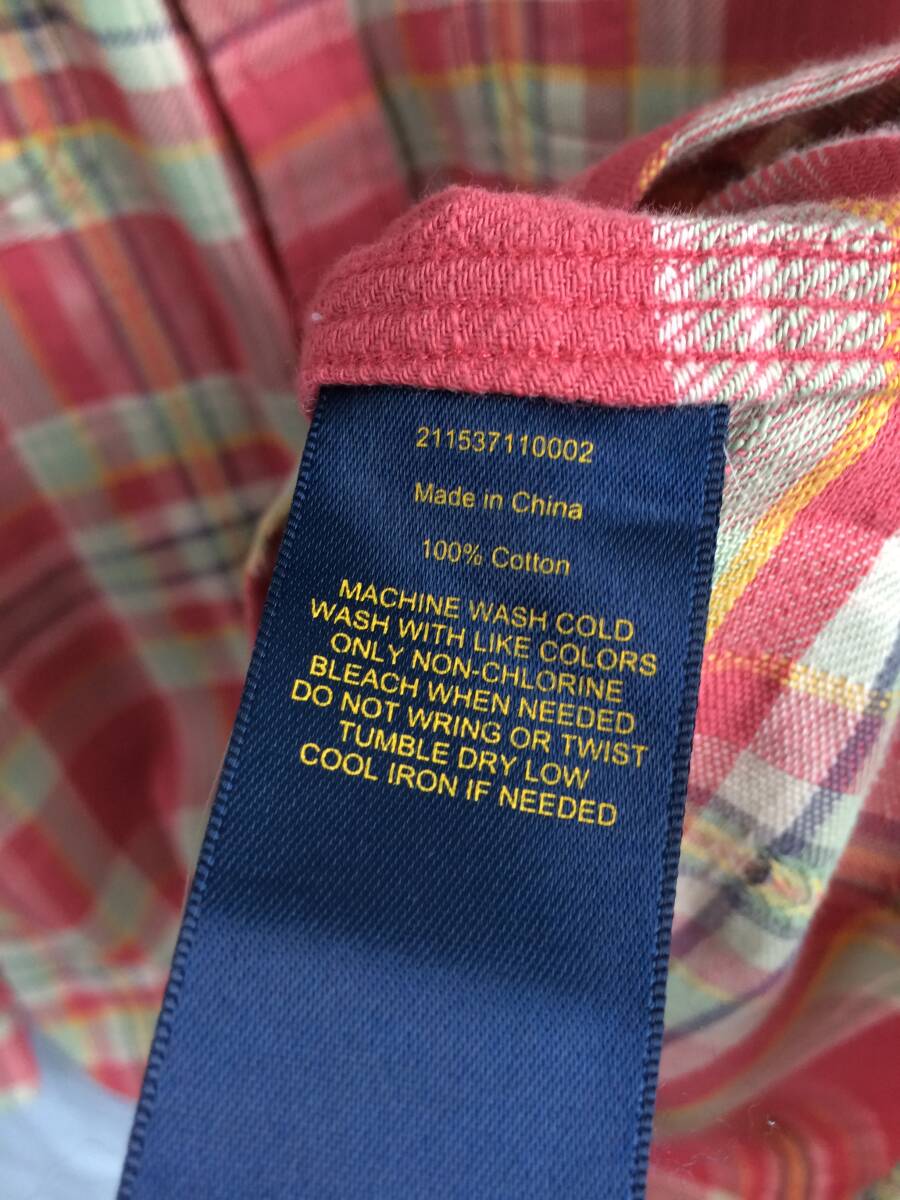 211537110002
Made in China
100% Cotton
MACHINE WASH COLD
WASH WITH LIKE COLORS
ONLY NON-CHLORINE
BLEACH WHEN NEEDED
DO NOT WRING OR TWIST
TUMBLE DRY LOW
COOL IRON IF NEEDED